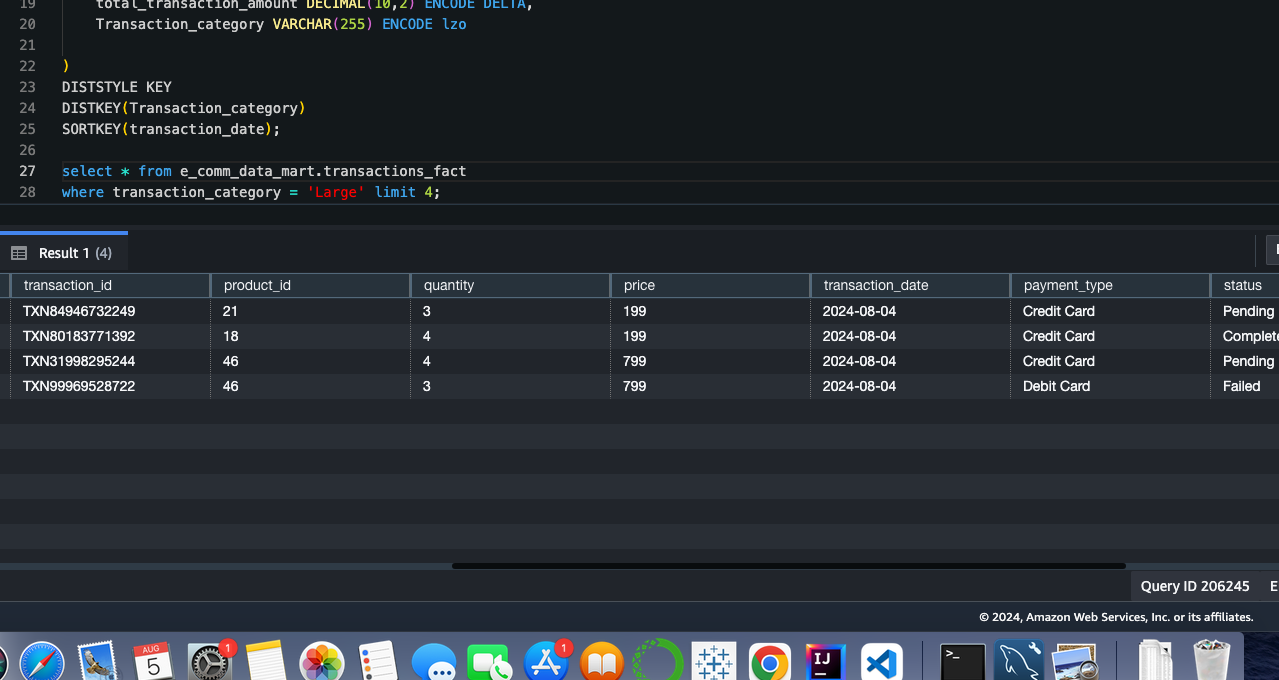 19 total_transaction_amount DECIMAL(10,2) ENCODE DELTA,
20 Transaction_category VARCHAR(255) ENCODE lzo
21
22 )
23 DISTSTYLE KEY
24 DISTKEY(Transaction_category)
25 SORTKEY(transaction_date);
26
27 select * from e_comm_data_mart.transactions_fact
28 where transaction_category = 'Large' limit 4;
Result 1 (4)
transaction_id product_id quantity price transaction_date payment_type status
TXN84946732249 21 3 199 2024-08-04 Credit Card Pending
TXN80183771392 18 4 199 2024-08-04 Credit Card Complete
TXN31998295244 46 4 799 2024-08-04 Credit Card Pending
TXN99969528722 46 3 799 2024-08-04 Debit Card Failed
Query ID 206245 E
© 2024, Amazon Web Services, Inc. or its affiliates.
AUG
5
1
1
IJ
>_